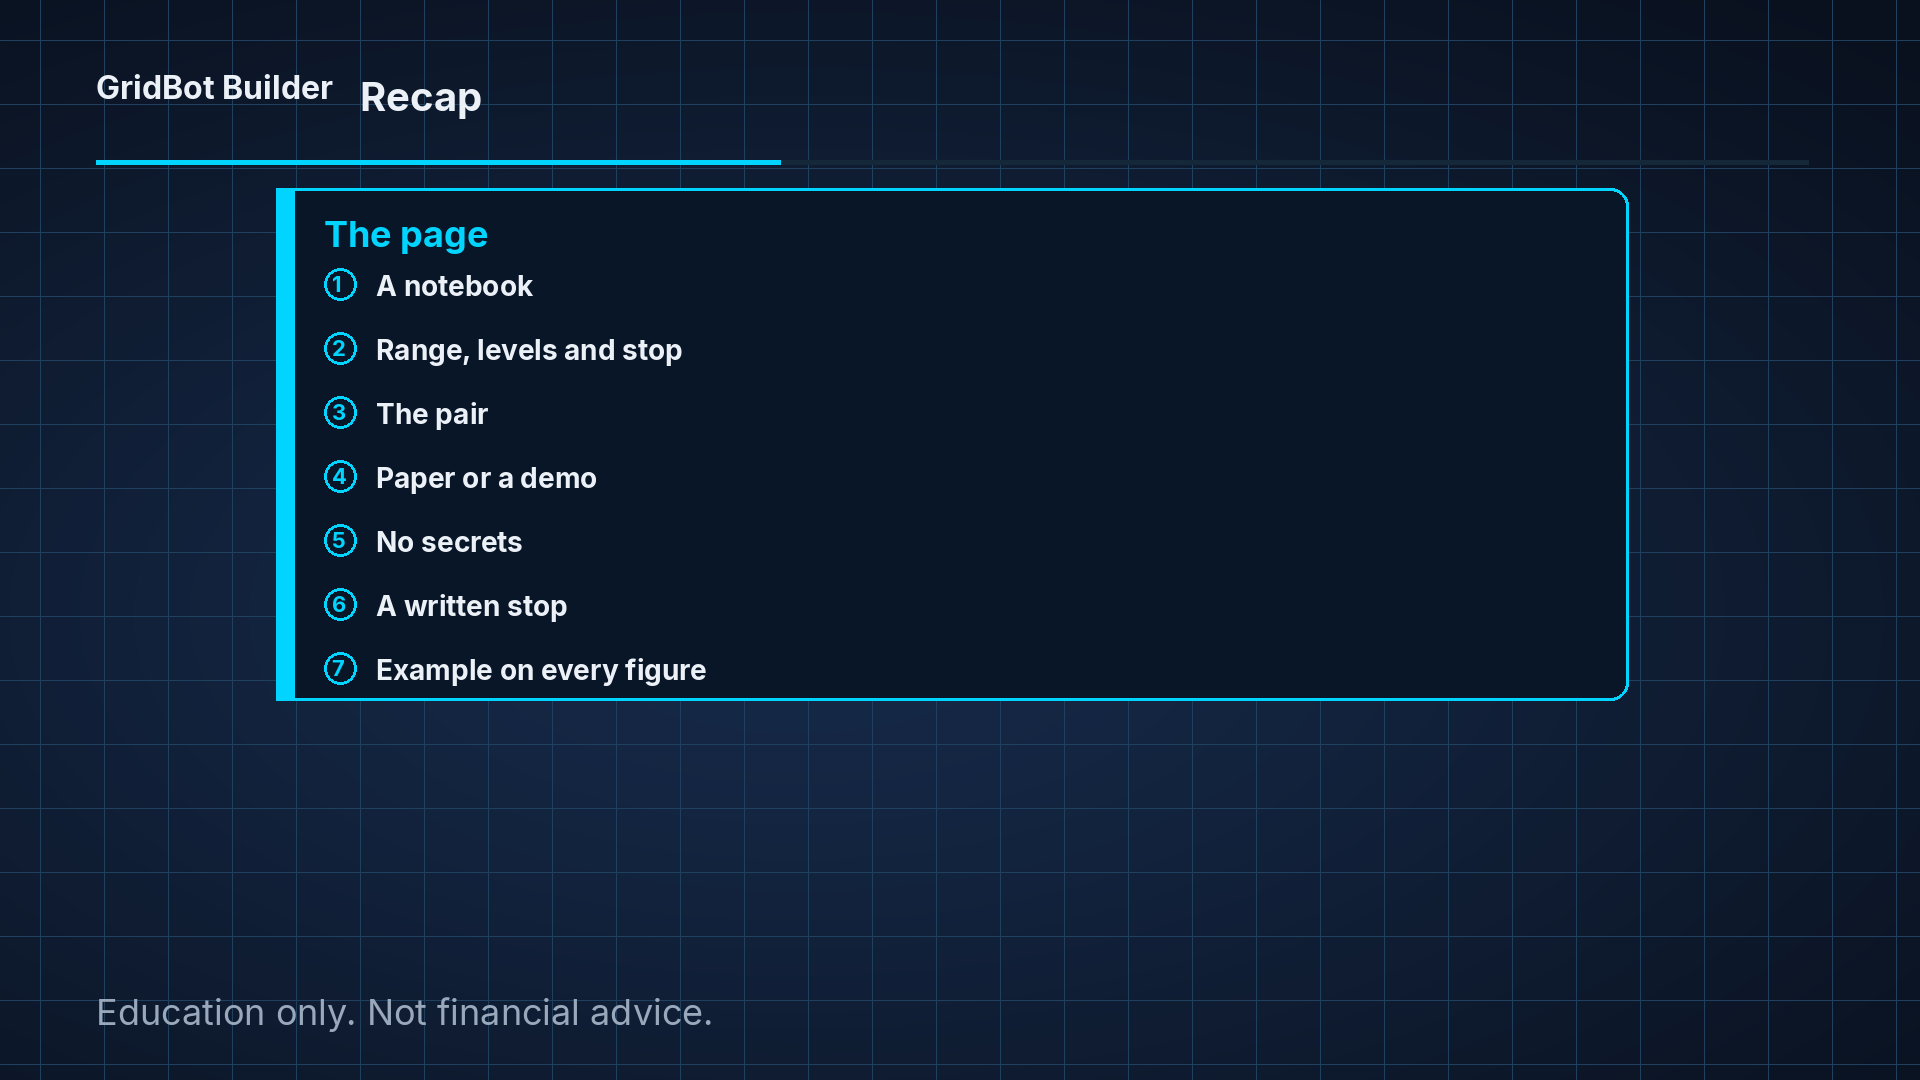 GridBot Builder
Recap
The page
1 A notebook
2 Range, levels and stop
3 The pair
4 Paper or a demo
5 No secrets
6 A written stop
7 Example on every figure
Education only. Not financial advice.